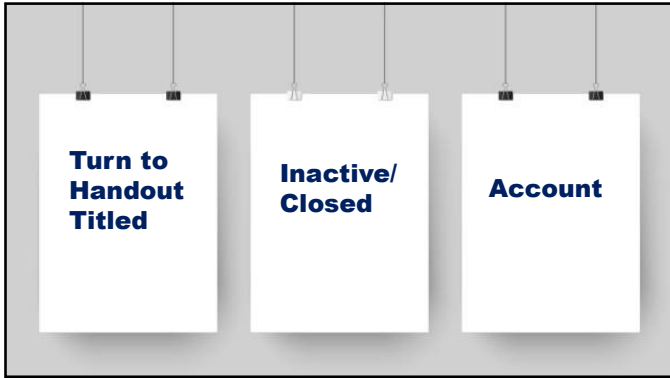 Turn to
Handout
Titled
Inactive/
Closed
Account